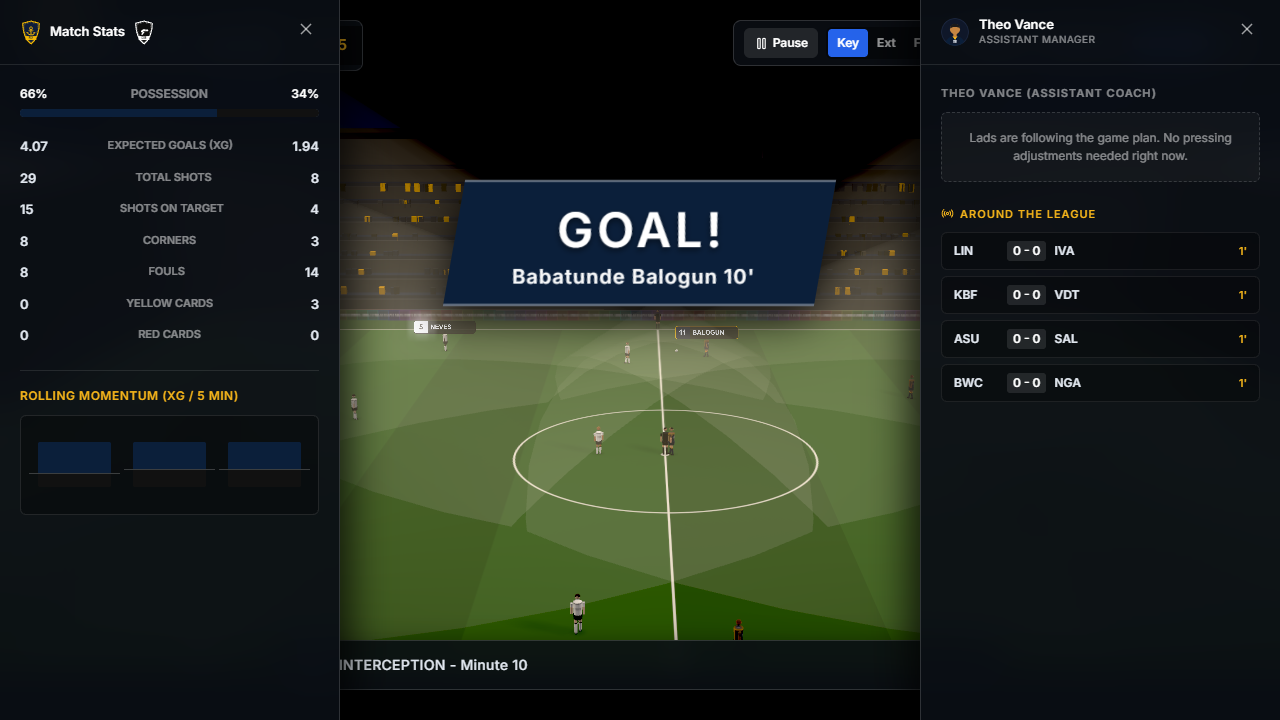 Match Stats
66% POSSESSION 34%
4.07 EXPECTED GOALS (XG) 1.94
29 TOTAL SHOTS 8
15 SHOTS ON TARGET 4
8 CORNERS 3
8 FOULS 14
0 YELLOW CARDS 3
0 RED CARDS 0
ROLLING MOMENTUM (XG / 5 MIN)
5
Pause Key Ext F
GOAL!
Babatunde Balogun 10'
5 NEVES
11 BALOGUN
INTERCEPTION - Minute 10
Theo Vance
ASSISTANT MANAGER
THEO VANCE (ASSISTANT COACH)
Lads are following the game plan. No pressing
adjustments needed right now.
AROUND THE LEAGUE
LIN 0 - 0 IVA 1'
KBF 0 - 0 VDT 1'
ASU 0 - 0 SAL 1'
BWC 0 - 0 NGA 1'